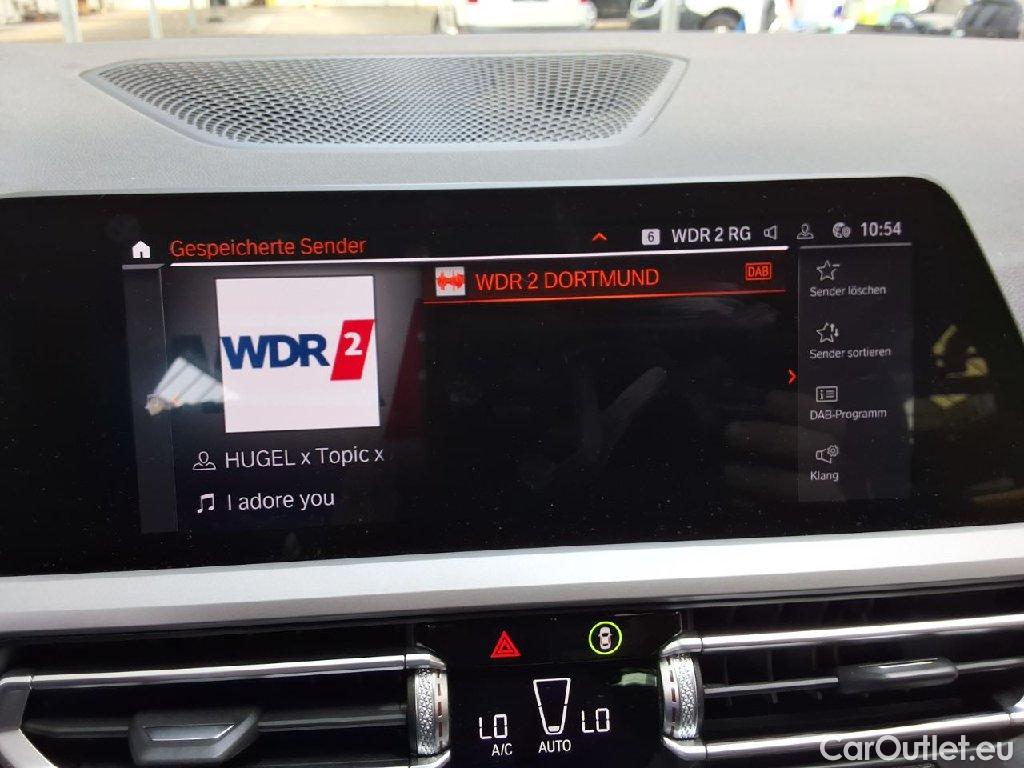 Gespeicherte Sender
6 WDR 2 RG 10:54
WDR 2 DORTMUND DAB
WDR 2
HUGEL x Topic x
I adore you
Sender löschen
Sender sortieren
DAB-Programm
Klang
LO LO
A/C AUTO
CarOutlet.eu